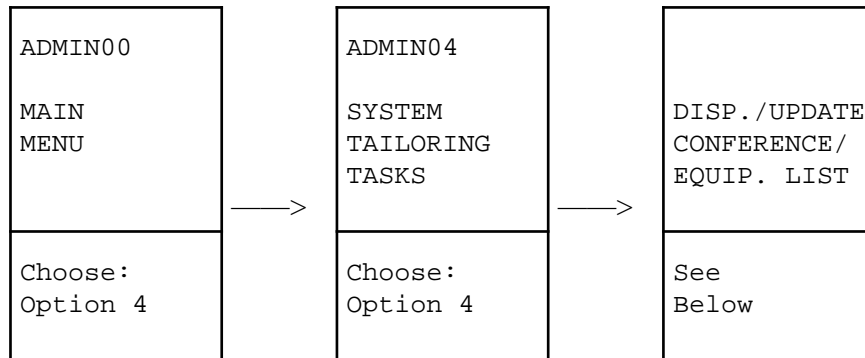 ADMIN00
MAIN
MENU
Choose:
Option 4
ADMIN04
SYSTEM
TAILORING
TASKS
Choose:
Option 4
DISP./UPDATE
CONFERENCE/
EQUIP. LIST
See
Below